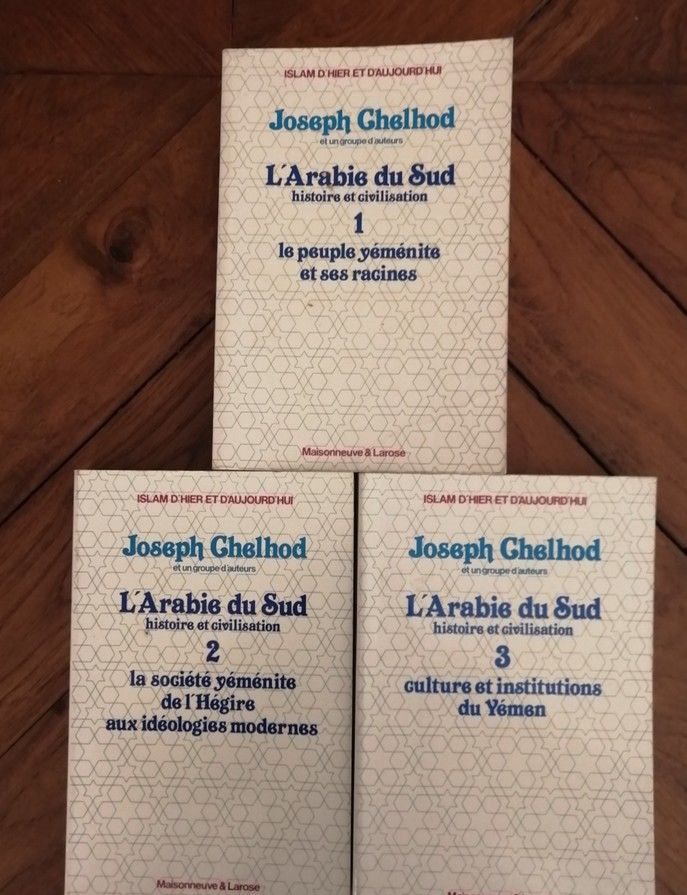 ISLAM D'HIER ET D'AUJOURD'HUI
Joseph Chelhod
et un groupe d'auteurs
L'Arabie du Sud
histoire et civilisation
1
le peuple yéménite
et ses racines
Maisonneuve & Larose
ISLAM D'HIER ET D'AUJOURD'HUI
Joseph Chelhod
et un groupe d'auteurs
L'Arabie du Sud
histoire et civilisation
2
la société yéménite
de l'Hégire
aux idéologies modernes
Maisonneuve & Larose
ISLAM D'HIER ET D'AUJOURD'HUI
Joseph Chelhod
et un groupe d'auteurs
L'Arabie du Sud
histoire et civilisation
3
culture et institutions
du Yémen